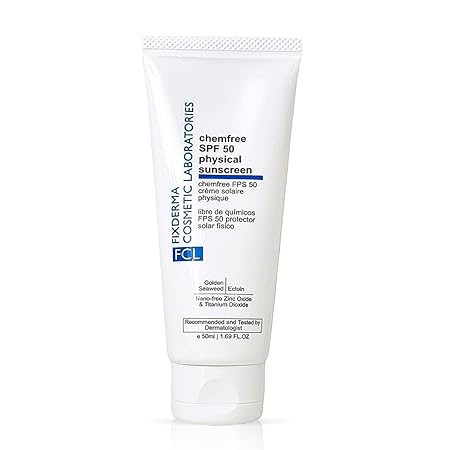 FIXDERMA
COSMETIC LABORATORIES
FCL
chemfree
SPF 50
physical
sunscreen
chemfree FPS 50
crème solaire
physique
libre de químicos
FPS 50 protector
solar físico
Golden
Seaweed | Ectoin
Nano-free Zinc Oxide
& Titanium Dioxide
Recommended and Tested by
Dermatologist
e 50ml | 1.69 FL.OZ